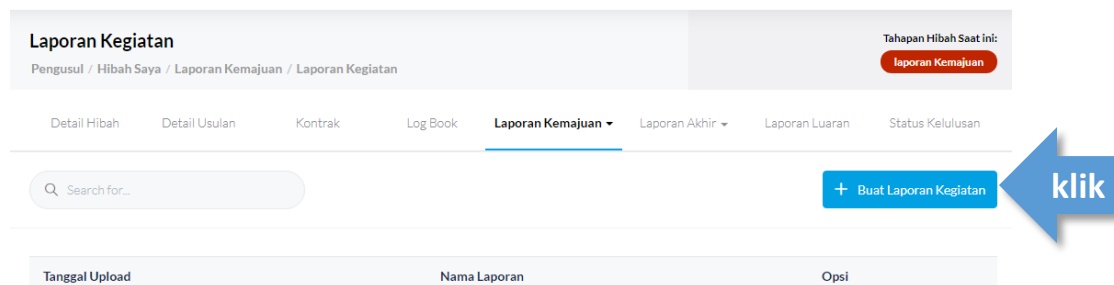 Laporan Kegiatan
Tahapan Hibah Saat ini:
Pengusul / Hibah Saya / Laporan Kemajuan / Laporan Kegiatan
laporan Kemajuan
Detail Hibah Detail Usulan Kontrak Log Book Laporan Kemajuan Laporan Akhir Laporan Luaran Status Kelulusan
Search for...
+ Buat Laporan Kegiatan
klik
Tanggal Upload Nama Laporan Opsi